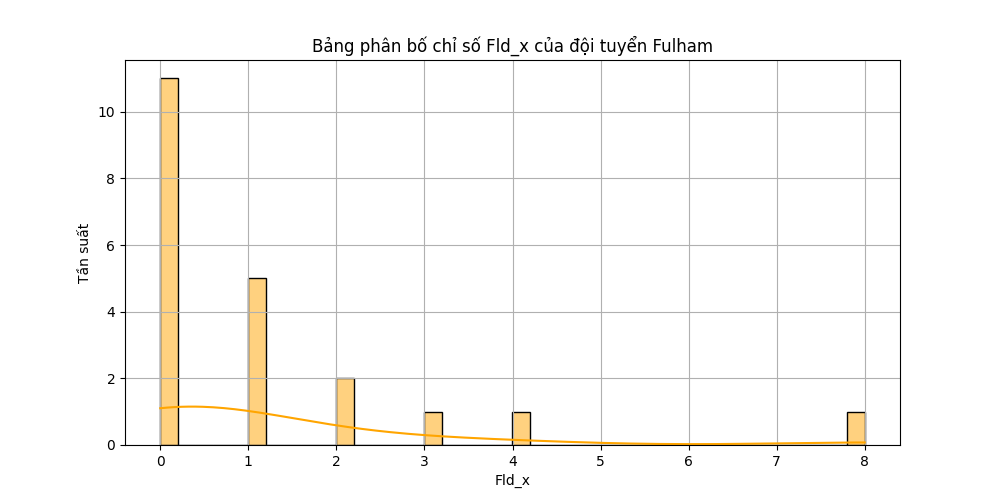 Bảng phân bố chỉ số Fld_x của đội tuyển Fulham
Tần suất
10
8
6
4
2
0
0 1 2 3 4 5 6 7 8
Fld_x